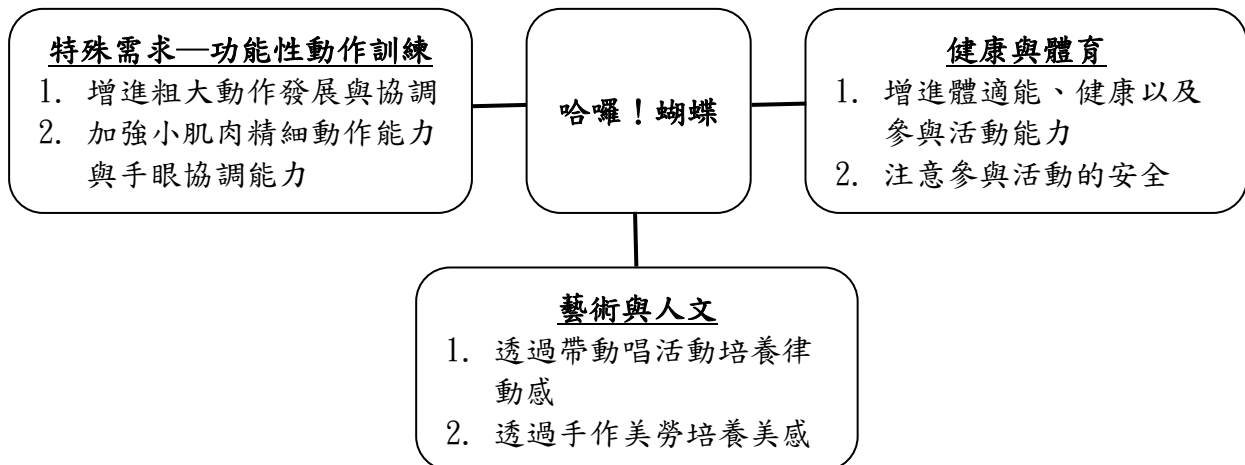 特殊需求—功能性動作訓練
1. 增進粗大動作發展與協調
2. 加強小肌肉精細動作能力
與手眼協調能力
哈囉！蝴蝶
健康與體育
1. 增進體適能、健康以及
參與活動能力
2. 注意參與活動的安全
藝術與人文
1. 透過帶動唱活動培養律
動感
2. 透過手作美勞培養美感